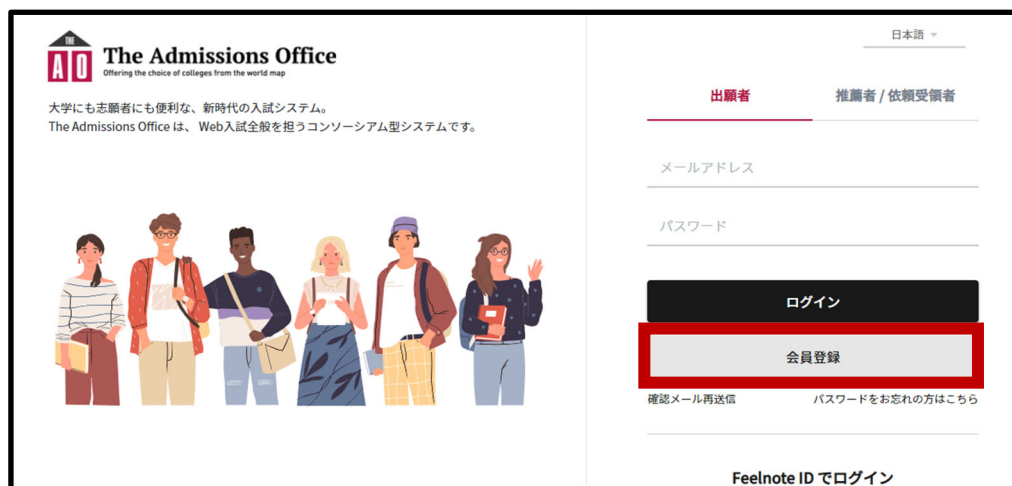 THE
AO
The Admissions Office
Offering the choice of colleges from the world map
大学にも志願者にも便利な、新時代の入試システム。
The Admissions Office は、 Web入試全般を担うコンソーシアム型システムです。
日本語
出願者
推薦者 / 依頼受領者
メールアドレス
パスワード
ログイン
会員登録
確認メール再送信
パスワードをお忘れの方はこちら
Feelnote ID でログイン